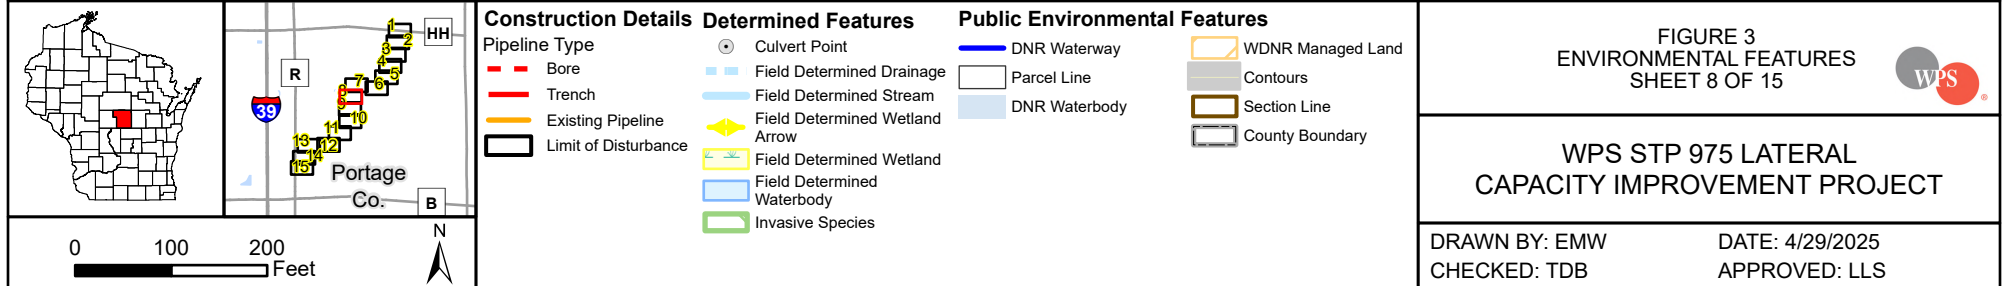 1
2
3
4
5
6
7
8
9
10
11
12
13
14
15
HH
R
39
B
Portage
Co.
0 100 200
Feet
N
Construction Details
Pipeline Type
Bore
Trench
Existing Pipeline
Limit of Disturbance
Determined Features
Culvert Point
Field Determined Drainage
Field Determined Stream
Field Determined Wetland
Arrow
Field Determined Wetland
Field Determined
Waterbody
Invasive Species
Public Environmental Features
DNR Waterway
Parcel Line
DNR Waterbody
WDNR Managed Land
Contours
Section Line
County Boundary
FIGURE 3
ENVIRONMENTAL FEATURES
SHEET 8 OF 15
WPS
®
WPS STP 975 LATERAL
CAPACITY IMPROVEMENT PROJECT
DRAWN BY: EMW DATE: 4/29/2025
CHECKED: TDB APPROVED: LLS